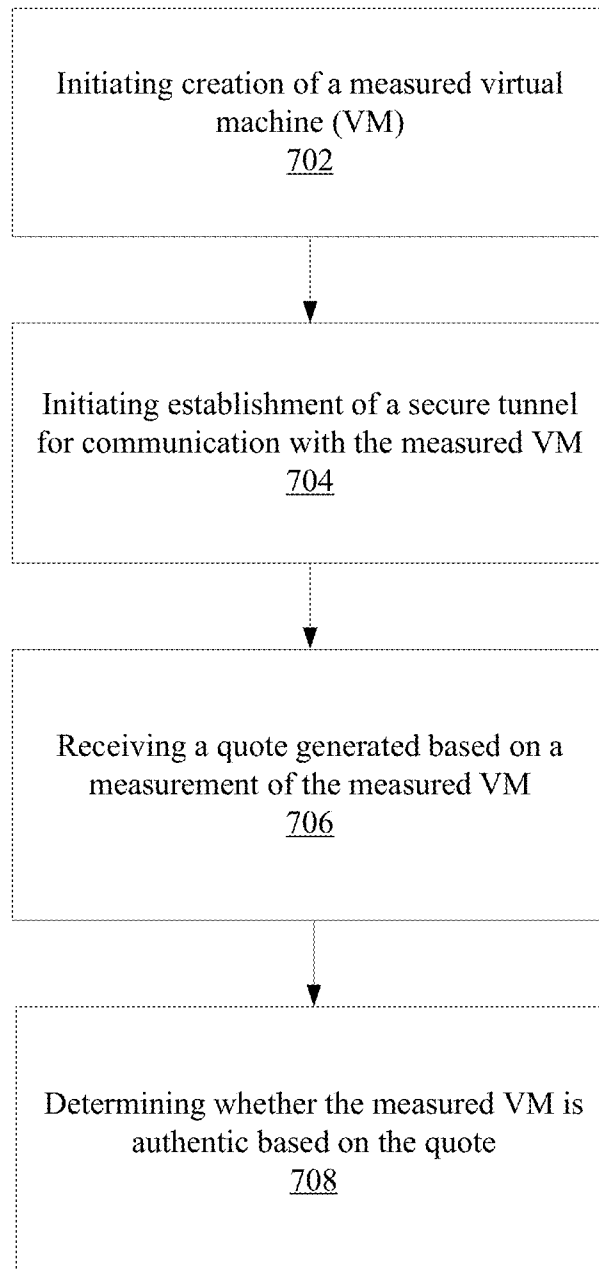 Initiating creation of a measured virtual
machine (VM)
702
Initiating establishment of a secure tunnel
for communication with the measured VM
704
Receiving a quote generated based on a
measurement of the measured VM
706
Determining whether the measured VM is
authentic based on the quote
708